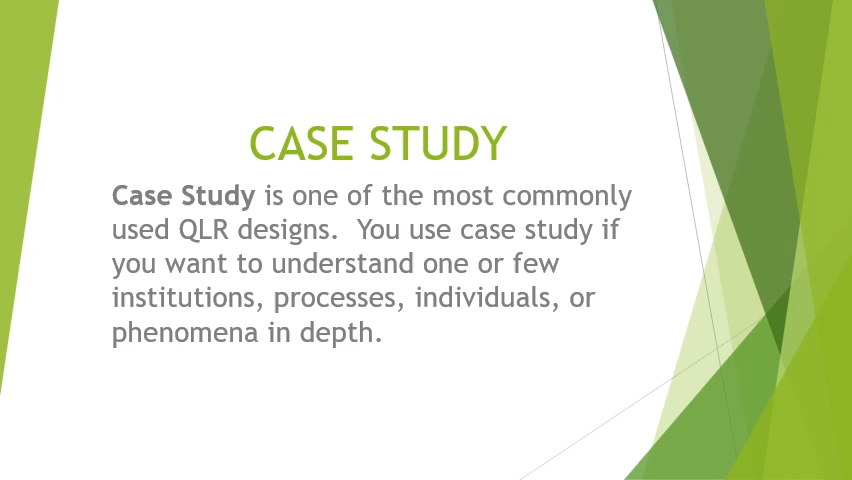 CASE STUDY
Case Study is one of the most commonly
used QLR designs.  You use case study if
you want to understand one or few
institutions, processes, individuals, or
phenomena in depth.